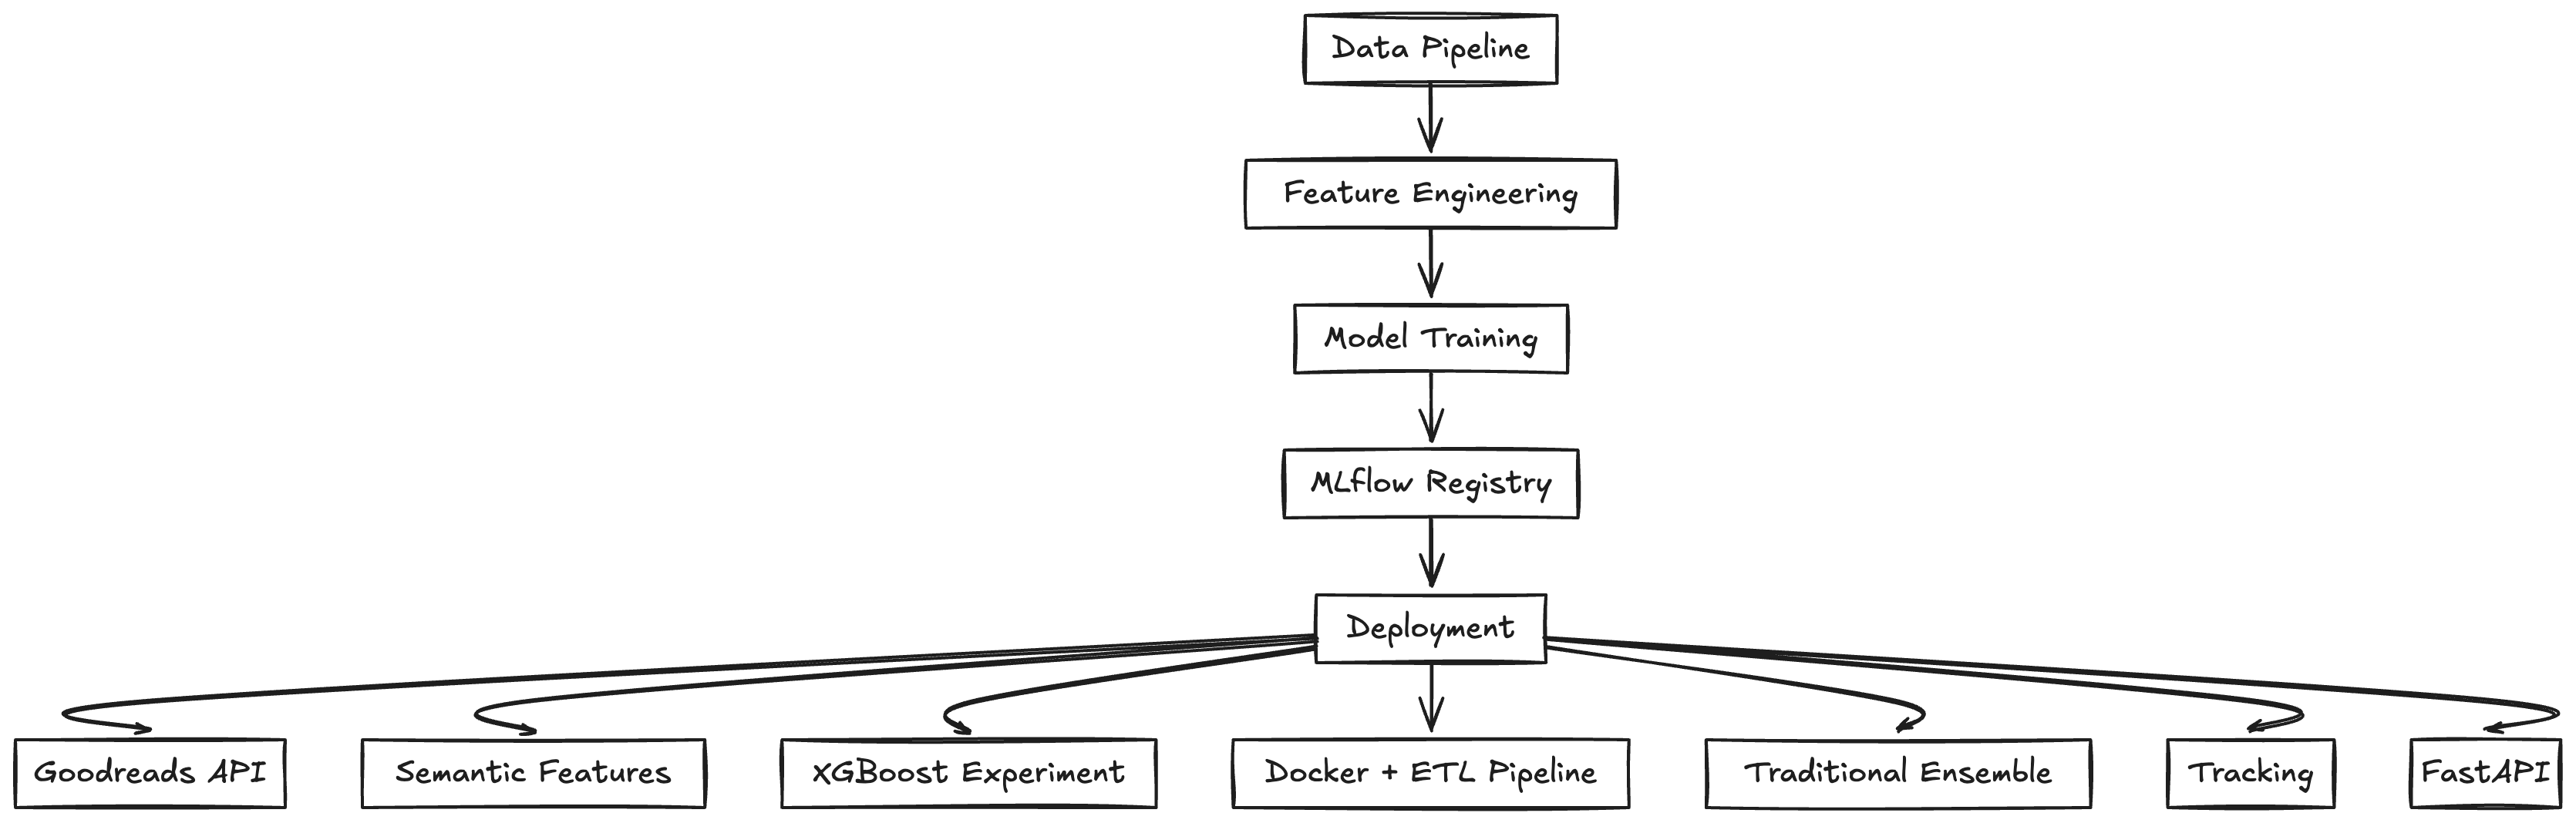 Data Pipeline
Feature Engineering
Model Training
MLflow Registry
Deployment
Goodreads API
Semantic Features
XGBoost Experiment
Docker + ETL Pipeline
Traditional Ensemble
Tracking
FastAPI